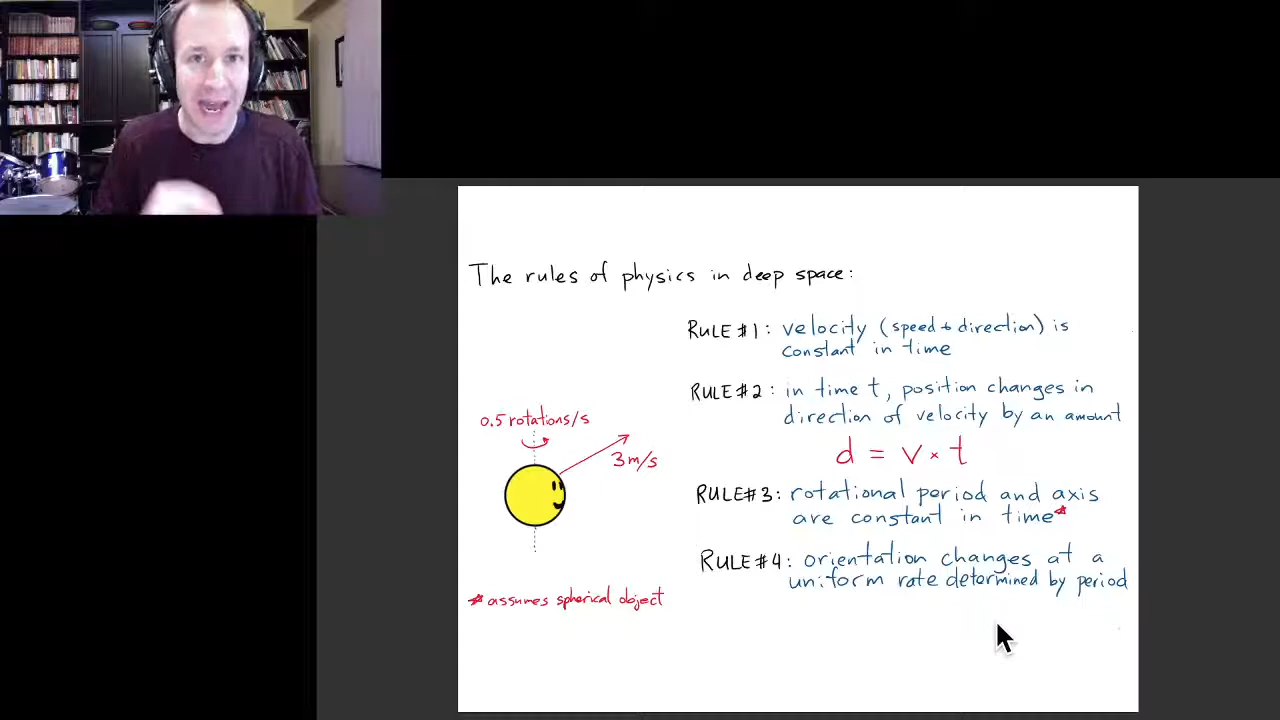 The rules of physics in deep space:
RULE #1: velocity (speed + direction) is
constant in time
RULE #2: in time t, position changes in
direction of velocity by an amount
d = v × t
0.5 rotations/s
3 m/s
RULE #3: rotational period and axis
are constant in time*
RULE #4: orientation changes at a
uniform rate determined by period
* assumes spherical object